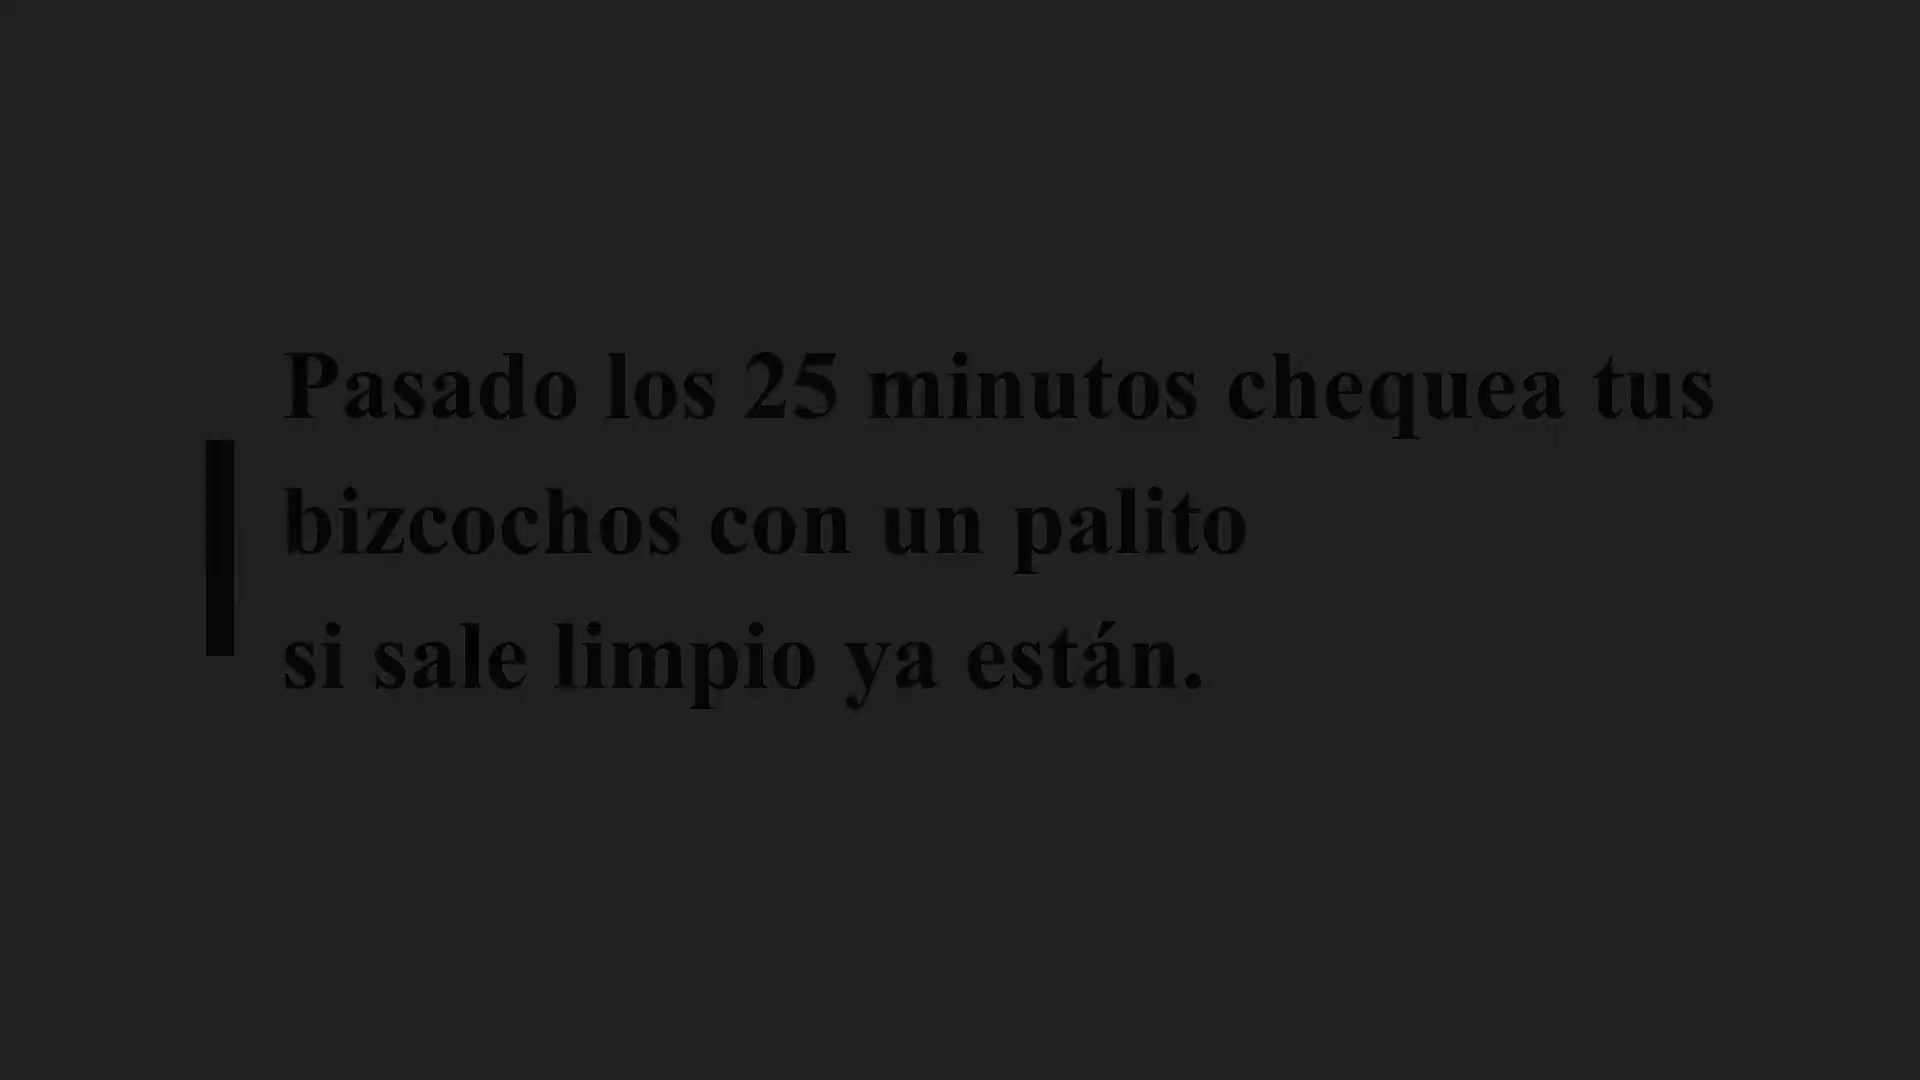 Pasado los 25 minutos chequea tus
bizcochos con un palito
si sale limpio ya están.